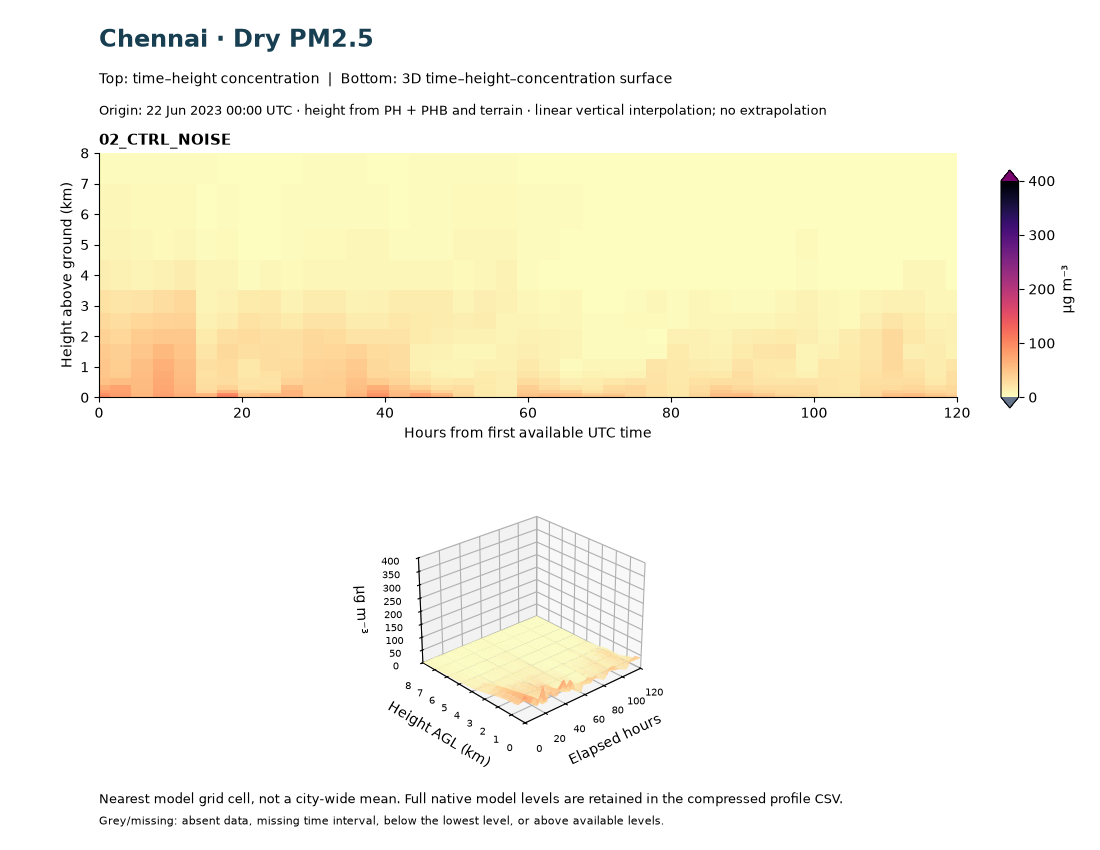 Chennai · Dry PM2.5
Top: time–height concentration | Bottom: 3D time–height–concentration surface
Origin: 22 Jun 2023 00:00 UTC · height from PH + PHB and terrain · linear vertical interpolation; no extrapolation
02_CTRL_NOISE
8
7
6
5
4
3
2
1
0
Height above ground (km)
0 20 40 60 80 100 120
Hours from first available UTC time
400
300
200
100
0
µg m⁻³
400
350
300
250
200
150
100
50
0
µg m⁻³
8 7 6 5 4 3 2 1 0
Height AGL (km)
0 20 40 60 80 100 120
Elapsed hours
Nearest model grid cell, not a city-wide mean. Full native model levels are retained in the compressed profile CSV.
Grey/missing: absent data, missing time interval, below the lowest level, or above available levels.